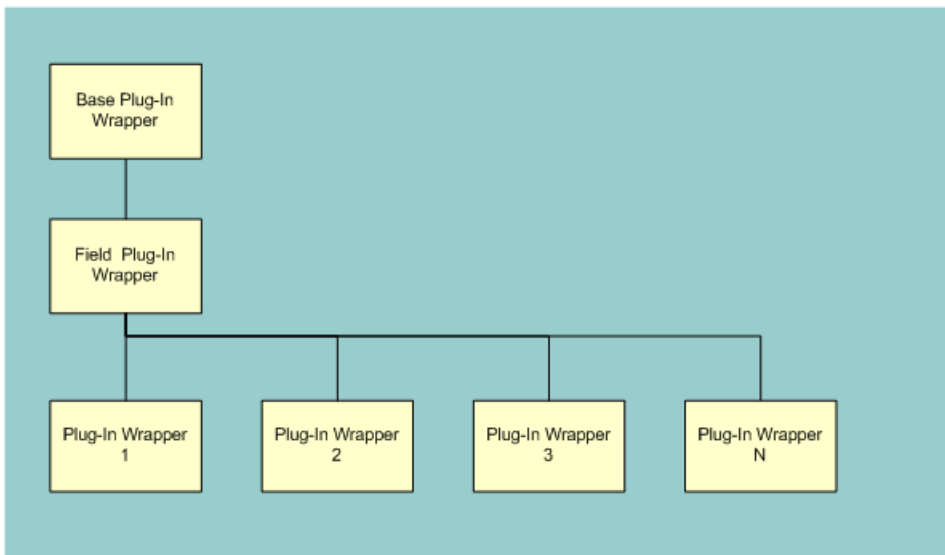 Base Plug-In
Wrapper
Field Plug-In
Wrapper
Plug-In Wrapper
1
Plug-In Wrapper
2
Plug-In Wrapper
3
Plug-In Wrapper
N